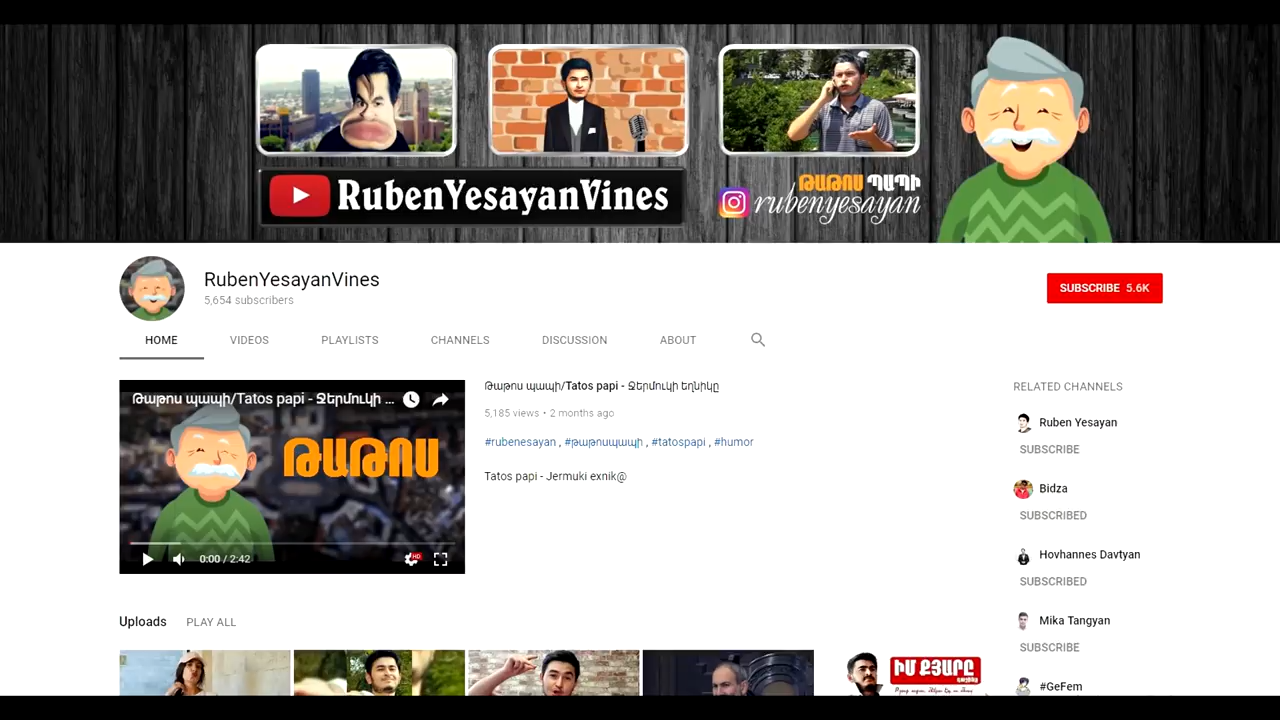 RubenYesayanVines
ԹԱԹՈՍ ՊԱՊԻ
rubenyesayan
RubenYesayanVines
5,654 subscribers
SUBSCRIBE 5.6K
HOME VIDEOS PLAYLISTS CHANNELS DISCUSSION ABOUT
Թաթոս պապի/Tatos papi - Ջերմուկի ...
ԹԱԹՈՍ
0:00 / 2:42
HD
Թաթոս պապի/Tatos papi - Ջերմուկի եղնիկը
5,185 views • 2 months ago
#rubenesayan , #թաթոսպապի , #tatospapi , #humor
Tatos papi - Jermuki exnik@
RELATED CHANNELS
Ruben Yesayan
SUBSCRIBE
Bidza
SUBSCRIBED
Hovhannes Davtyan
SUBSCRIBED
Mika Tangyan
SUBSCRIBE
#GeFem
Uploads PLAY ALL
ԻՄ ՔՅԱՐԸ